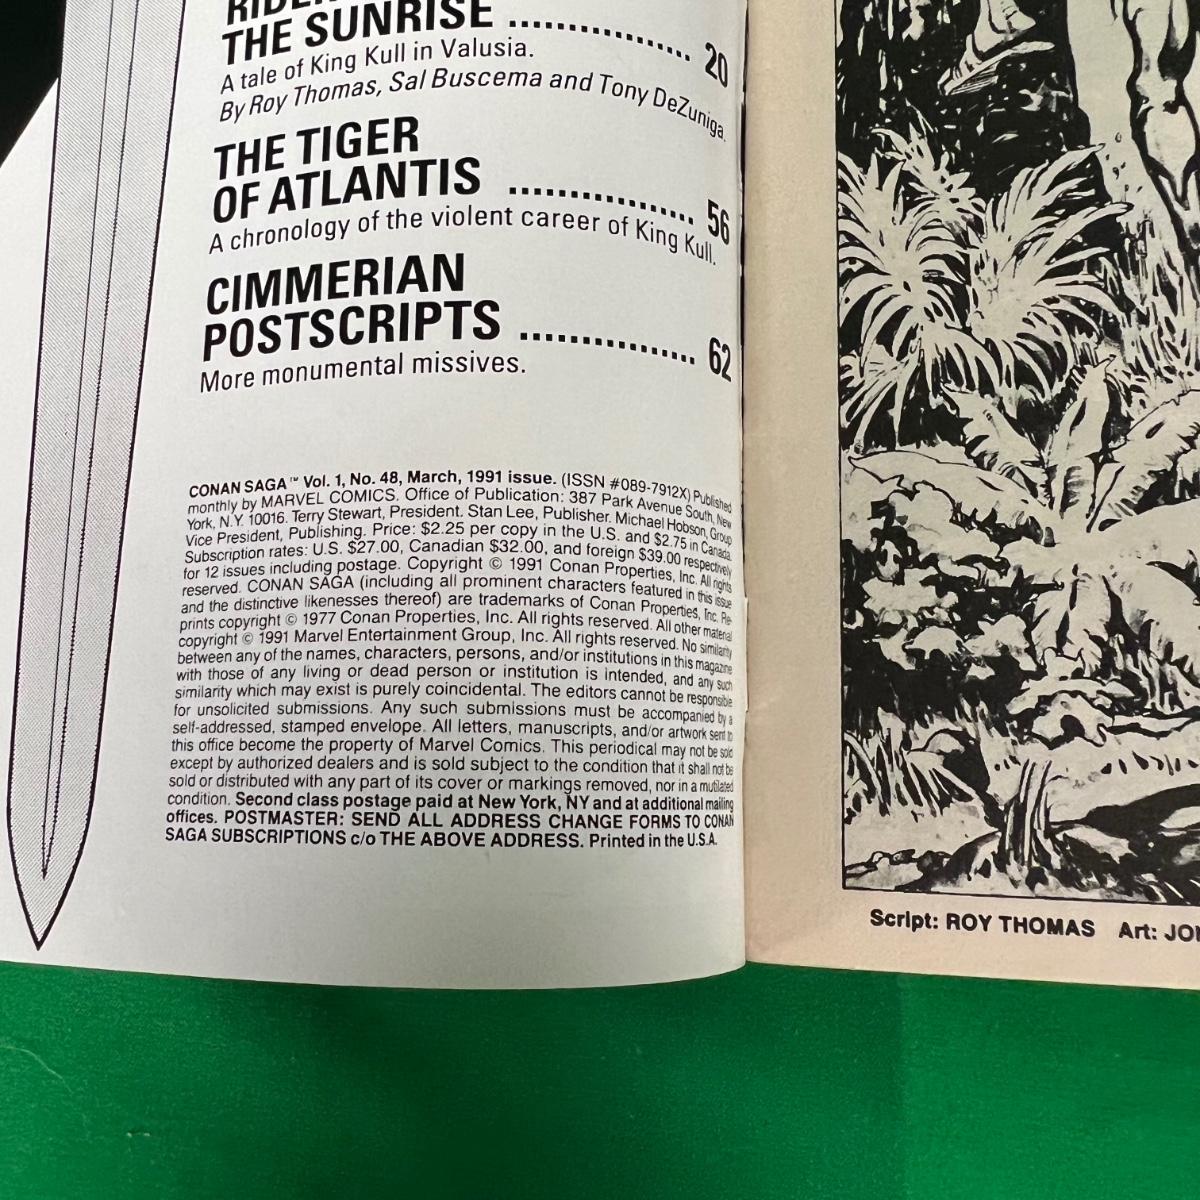 THE SUNRISE ................ 20
A tale of King Kull in Valusia.
By Roy Thomas, Sal Buscema and Tony DeZuniga.
THE TIGER
OF ATLANTIS ................ 56
A chronology of the violent career of King Kull.
CIMMERIAN
POSTSCRIPTS ................ 62
More monumental missives.
CONAN SAGA™ Vol. 1, No. 48, March, 1991 issue. (ISSN #089-7912X) Published
monthly by MARVEL COMICS. Office of Publication: 387 Park Avenue South, New
York, N.Y. 10016. Terry Stewart, President. Stan Lee, Publisher. Michael Hobson, Group
Vice President, Publishing. Price: $2.25 per copy in the U.S. and $2.75 in Canada.
Subscription rates: U.S. $27.00, Canadian $32.00, and foreign $39.00 respectively
for 12 issues including postage. Copyright © 1991 Conan Properties, Inc. All rights
reserved. CONAN SAGA (including all prominent characters featured in this issue
and the distinctive likenesses thereof) are trademarks of Conan Properties, Inc. Re-
prints copyright © 1977 Conan Properties, Inc. All rights reserved. All other material
copyright © 1991 Marvel Entertainment Group, Inc. All rights reserved. No similarity
between any of the names, characters, persons, and/or institutions in this magazine
with those of any living or dead person or institution is intended, and any such
similarity which may exist is purely coincidental. The editors cannot be responsible
for unsolicited submissions. Any such submissions must be accompanied by a
self-addressed, stamped envelope. All letters, manuscripts, and/or artwork sent to
this office become the property of Marvel Comics. This periodical may not be sold
except by authorized dealers and is sold subject to the condition that it shall not be
sold or distributed with any part of its cover or markings removed, nor in a mutilated
condition. Second class postage paid at New York, NY and at additional mailing
offices. POSTMASTER: SEND ALL ADDRESS CHANGE FORMS TO CONAN
SAGA SUBSCRIPTIONS c/o THE ABOVE ADDRESS. Printed in the U.S.A.
Script: ROY THOMAS Art: